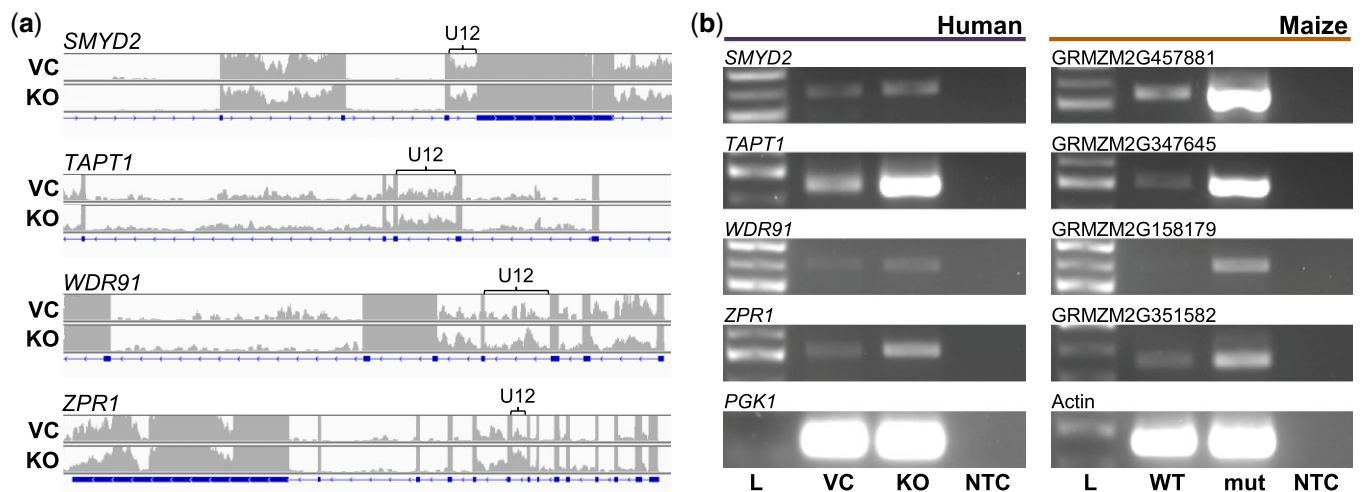 (a)
SMYD2
U12
VC
KO
TAPT1
U12
VC
KO
WDR91
U12
VC
KO
ZPR1
U12
VC
KO
(b)
Human
Maize
SMYD2
GRMZM2G457881
TAPT1
GRMZM2G347645
WDR91
GRMZM2G158179
ZPR1
GRMZM2G351582
PGK1
Actin
L VC KO NTC
L WT mut NTC